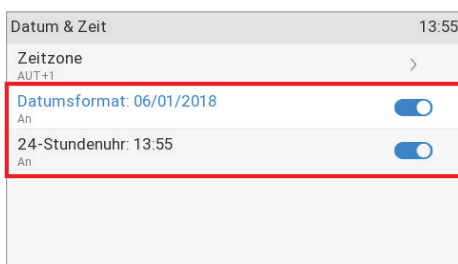 Datum & Zeit 13:55
Zeitzone
AUT+1
Datumsformat: 06/01/2018
An
24-Stundenuhr: 13:55
An